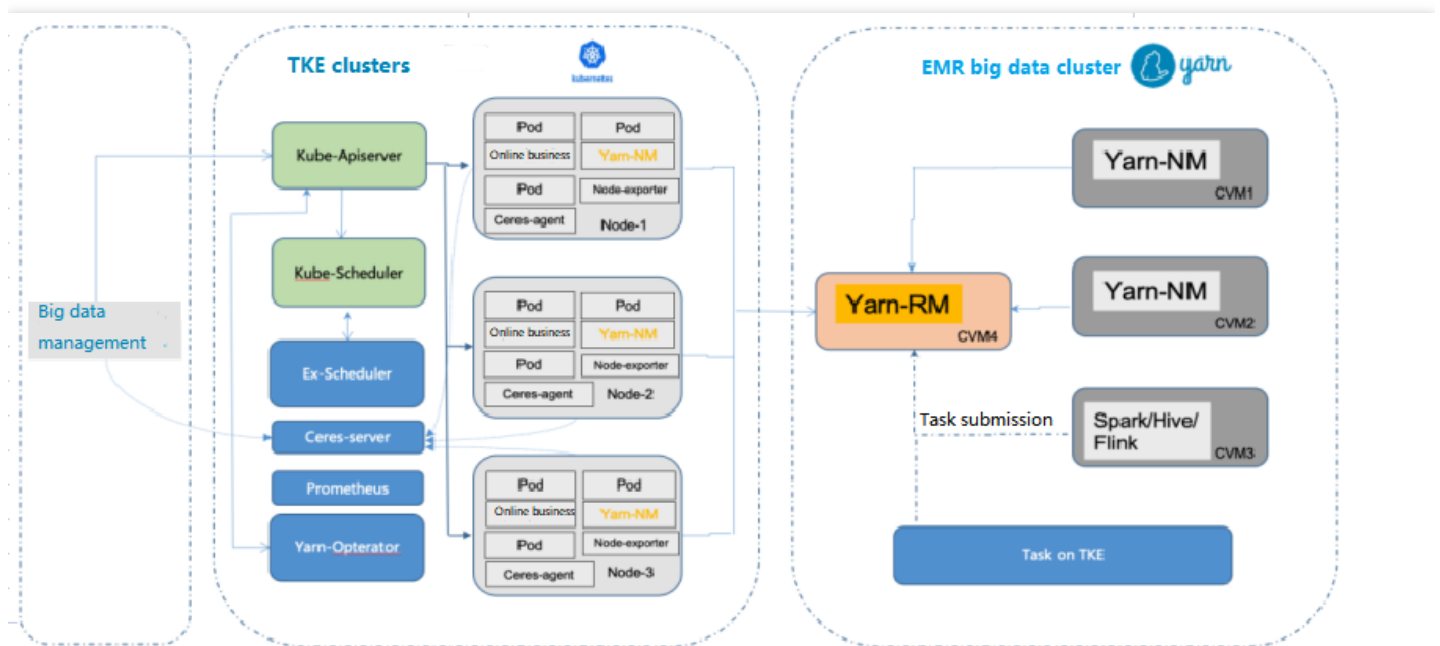 TKE clusters
kubernetes
EMR big data cluster
yarn
Big data
management
Kube-Apiserver
Kube-Scheduler
Ex-Scheduler
Ceres-server
Prometheus
Yarn-Opterator
Pod
Pod
Online business
Yarn-NM
Pod
Node-exporter
Ceres-agent
Node-1
Pod
Pod
Online business
Yarn-NM
Pod
Node-exporter
Ceres-agent
Node-2
Pod
Pod
Online business
Yarn-NM
Pod
Node-exporter
Ceres-agent
Node-3
Yarn-NM
CVM1
Yarn-NM
CVM2
Yarn-RM
CVM4
Task submission
Spark/Hive/
Flink
CVM3
Task on TKE